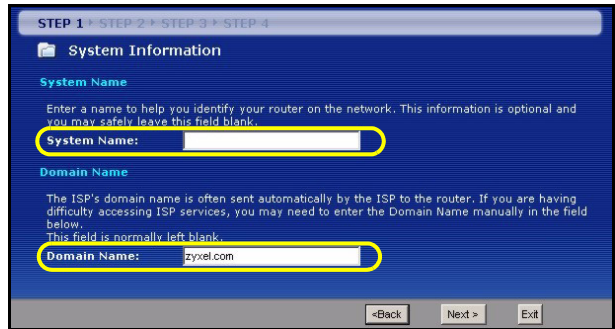 STEP 1 ▸ STEP 2 ▸ STEP 3 ▸ STEP 4
System Information
System Name
Enter a name to help you identify your router on the network. This information is optional and
you may safely leave this field blank.
System Name:
Domain Name
The ISP's domain name is often sent automatically by the ISP to the router. If you are having
difficulty accessing ISP services, you may need to enter the Domain Name manually in the field
below.
This field is normally left blank.
Domain Name: zyxel.com
<Back Next > Exit